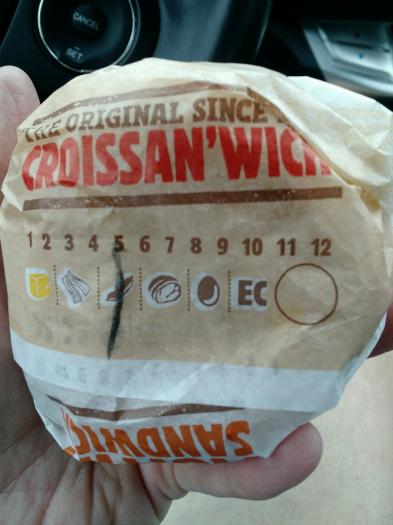 CANCEL
SET
THE ORIGINAL SINCE
CROISSAN'WICH
1 2 3 4 5 6 7 8 9 10 11 12
EC
SANDWIC